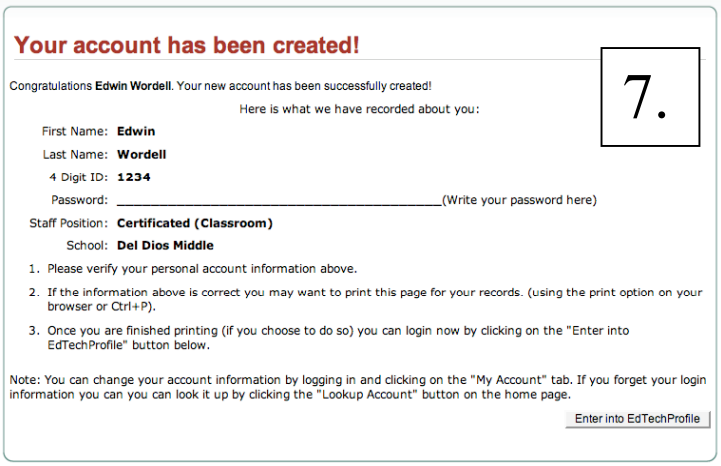 Your account has been created!
7.
Congratulations Edwin Wordell. Your new account has been successfully created!
Here is what we have recorded about you:
First Name: Edwin
Last Name: Wordell
4 Digit ID: 1234
Password: ________________________________________(Write your password here)
Staff Position: Certificated (Classroom)
School: Del Dios Middle
1. Please verify your personal account information above.
2. If the information above is correct you may want to print this page for your records. (using the print option on your
browser or Ctrl+P).
3. Once you are finished printing (if you choose to do so) you can login now by clicking on the "Enter into
EdTechProfile" button below.
Note: You can change your account information by logging in and clicking on the "My Account" tab. If you forget your login
information you can you can look it up by clicking the "Lookup Account" button on the home page.
Enter into EdTechProfile